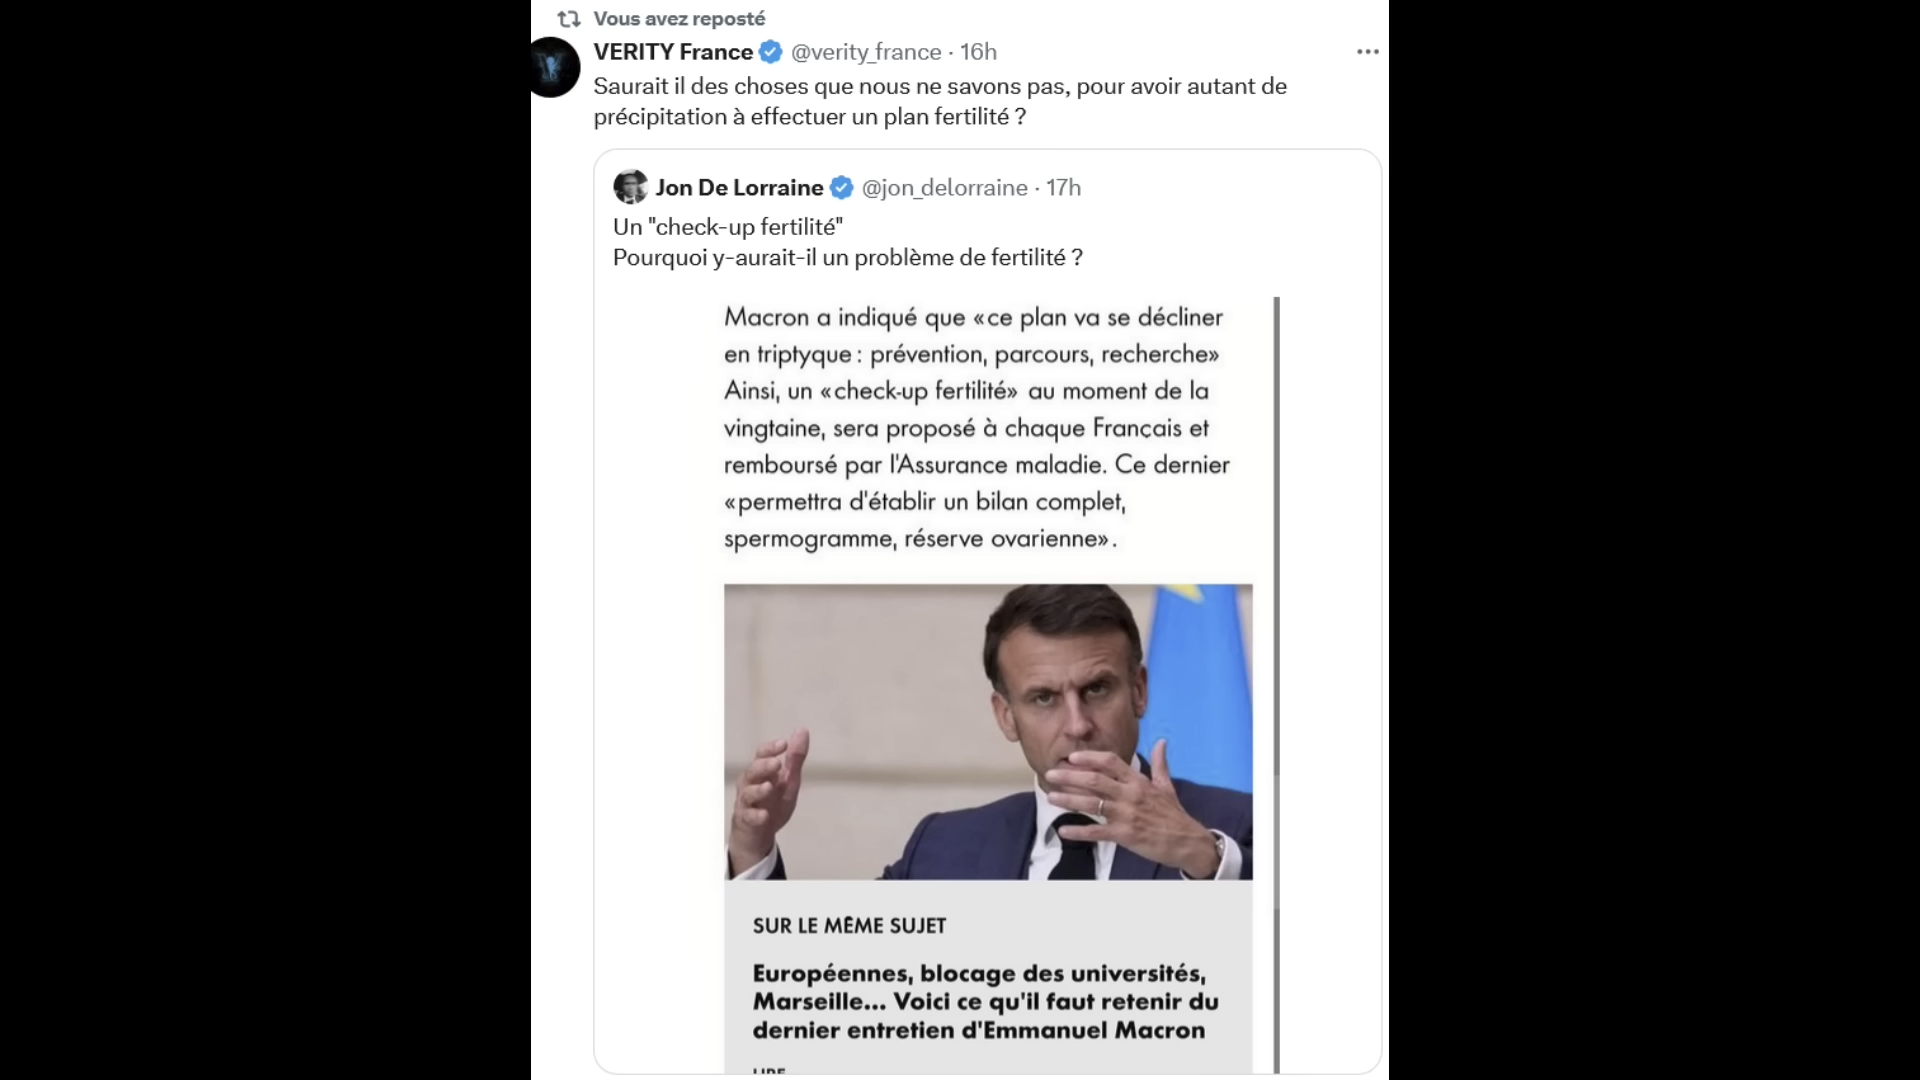 Vous avez reposté
VERITY France @verity_france · 16h
Saurait il des choses que nous ne savons pas, pour avoir autant de
précipitation à effectuer un plan fertilité ?
Jon De Lorraine @jon_delorraine · 17h
Un "check-up fertilité"
Pourquoi y-aurait-il un problème de fertilité ?
Macron a indiqué que «ce plan va se décliner
en triptyque : prévention, parcours, recherche»
Ainsi, un «check-up fertilité» au moment de la
vingtaine, sera proposé à chaque Français et
remboursé par l'Assurance maladie. Ce dernier
«permettra d'établir un bilan complet,
spermogramme, réserve ovarienne».
SUR LE MÊME SUJET
Européennes, blocage des universités,
Marseille... Voici ce qu'il faut retenir du
dernier entretien d'Emmanuel Macron